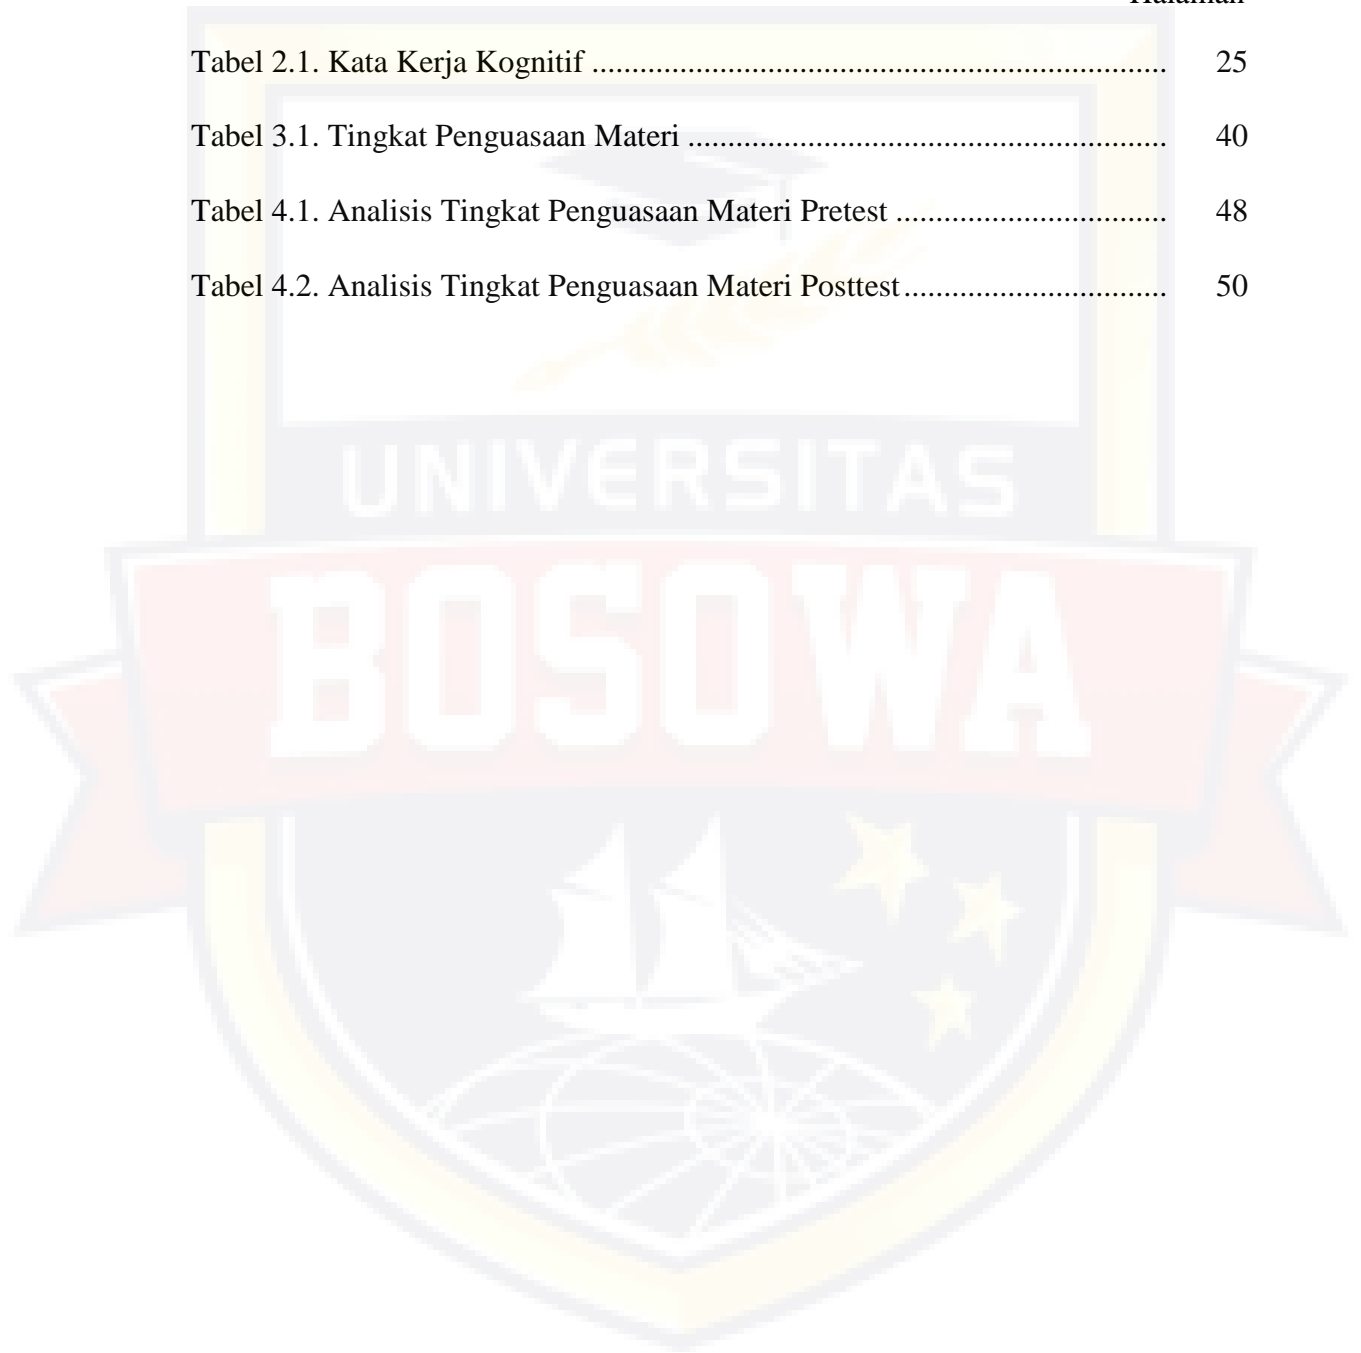 Halaman
Tabel 2.1. Kata Kerja Kognitif ........................................................................ 25
Tabel 3.1. Tingkat Penguasaan Materi ............................................................ 40
Tabel 4.1. Analisis Tingkat Penguasaan Materi Pretest .................................. 48
Tabel 4.2. Analisis Tingkat Penguasaan Materi Posttest ................................. 50
UNIVERSITAS
BOSOWA